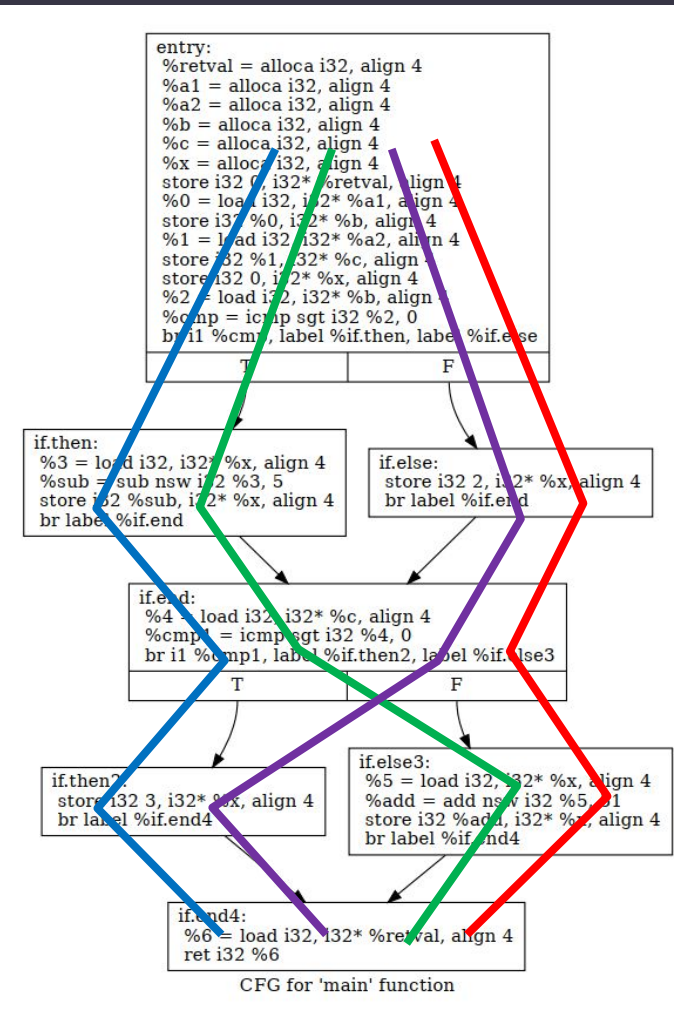 entry:
%retval = alloca i32, align 4
%a1 = alloca i32, align 4
%a2 = alloca i32, align 4
%b = alloca i32, align 4
%c = alloca i32, align 4
%x = alloca i32, align 4
store i32 0, i32* %retval, align 4
%0 = load i32, i32* %a1, align 4
store i32 %0, i32* %b, align 4
%1 = load i32, i32* %a2, align 4
store i32 %1, i32* %c, align 4
store i32 0, i32* %x, align 4
%2 = load i32, i32* %b, align 4
%cmp = icmp sgt i32 %2, 0
br i1 %cmp, label %if.then, label %if.else
T
F
if.then:
%3 = load i32, i32* %x, align 4
%sub = sub nsw i32 %3, 5
store i32 %sub, i32* %x, align 4
br label %if.end
if.else:
store i32 2, i32* %x, align 4
br label %if.end
if.end:
%4 = load i32, i32* %c, align 4
%cmp1 = icmp sgt i32 %4, 0
br i1 %cmp1, label %if.then2, label %if.else3
T
F
if.then2:
store i32 3, i32* %x, align 4
br label %if.end4
if.else3:
%5 = load i32, i32* %x, align 4
%add = add nsw i32 %5, 51
store i32 %add, i32* %x, align 4
br label %if.end4
if.end4:
%6 = load i32, i32* %retval, align 4
ret i32 %6
CFG for 'main' function